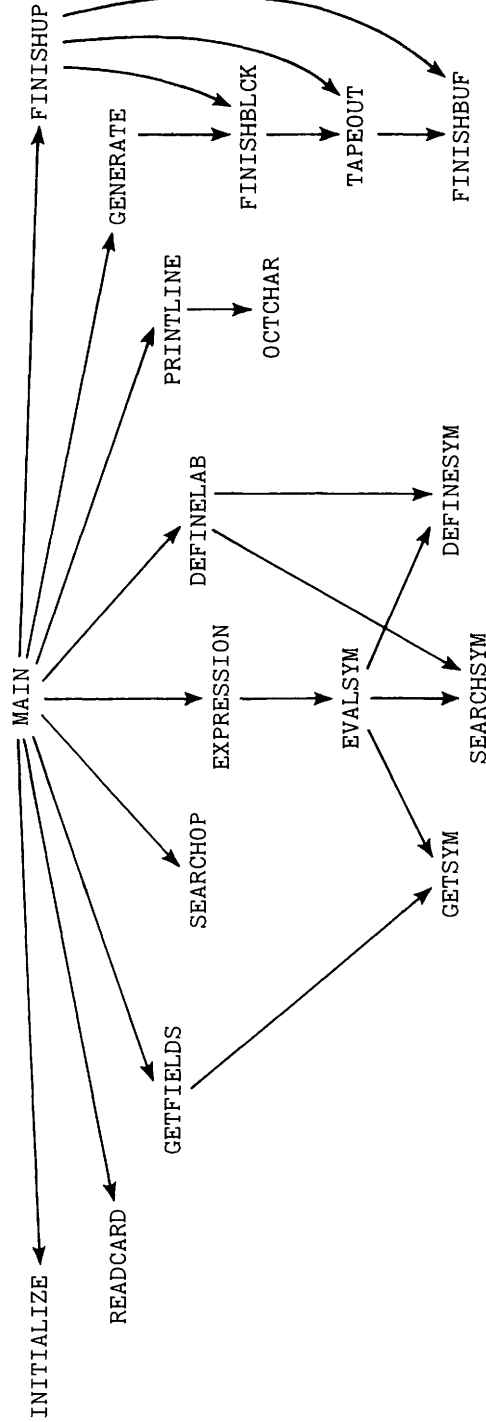 MAIN
INITIALIZE
READCARD
GETFIELDS
SEARCHOP
EXPRESSION
DEFINELAB
PRINTLINE
GENERATE
FINISHUP
OCTCHAR
FINISHBLCK
EVALSYM
TAPEOUT
GETSYM
SEARCHSYM
DEFINESYM
FINISHBUF